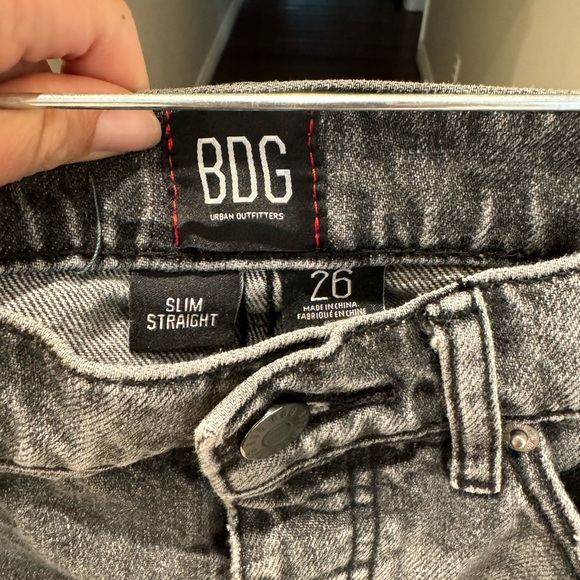 BDG
URBAN OUTFITTERS
SLIM
STRAIGHT
26
MADE IN CHINA.
FABRIQUÉ EN CHINE